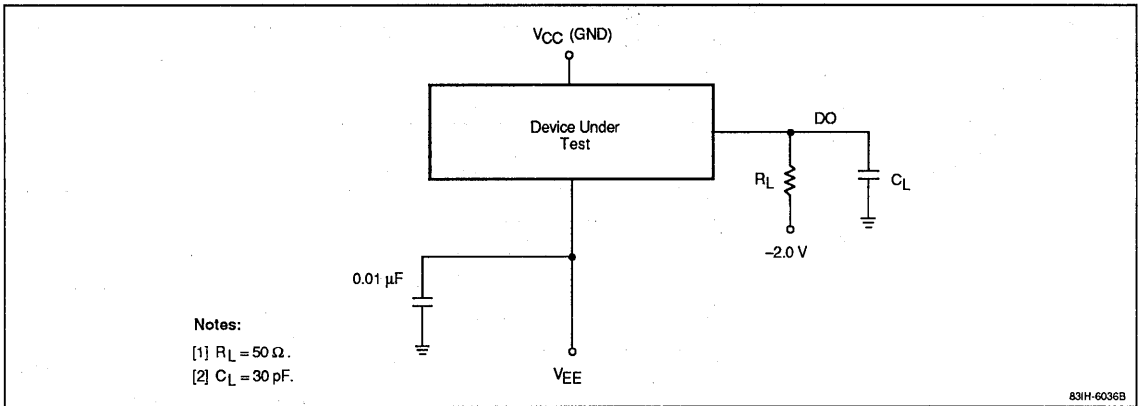 VCC (GND)
Device Under
Test
DO
RL
CL
–2.0 V
0.01 µF
VEE
Notes:
[1] RL = 50 Ω.
[2] CL = 30 pF.
83IH-6036B